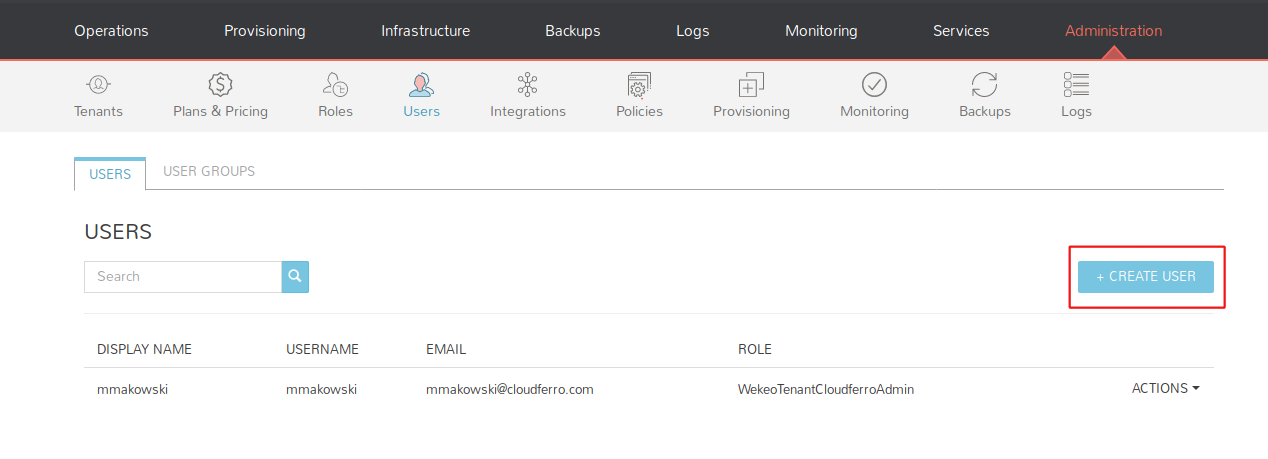 Operations Provisioning Infrastructure Backups Logs Monitoring Services Administration
Tenants Plans & Pricing Roles Users Integrations Policies Provisioning Monitoring Backups Logs
USERS USER GROUPS
USERS
Search
+ CREATE USER
DISPLAY NAME USERNAME EMAIL ROLE
mmakowski mmakowski mmakowski@cloudferro.com WekeoTenantCloudferroAdmin ACTIONS